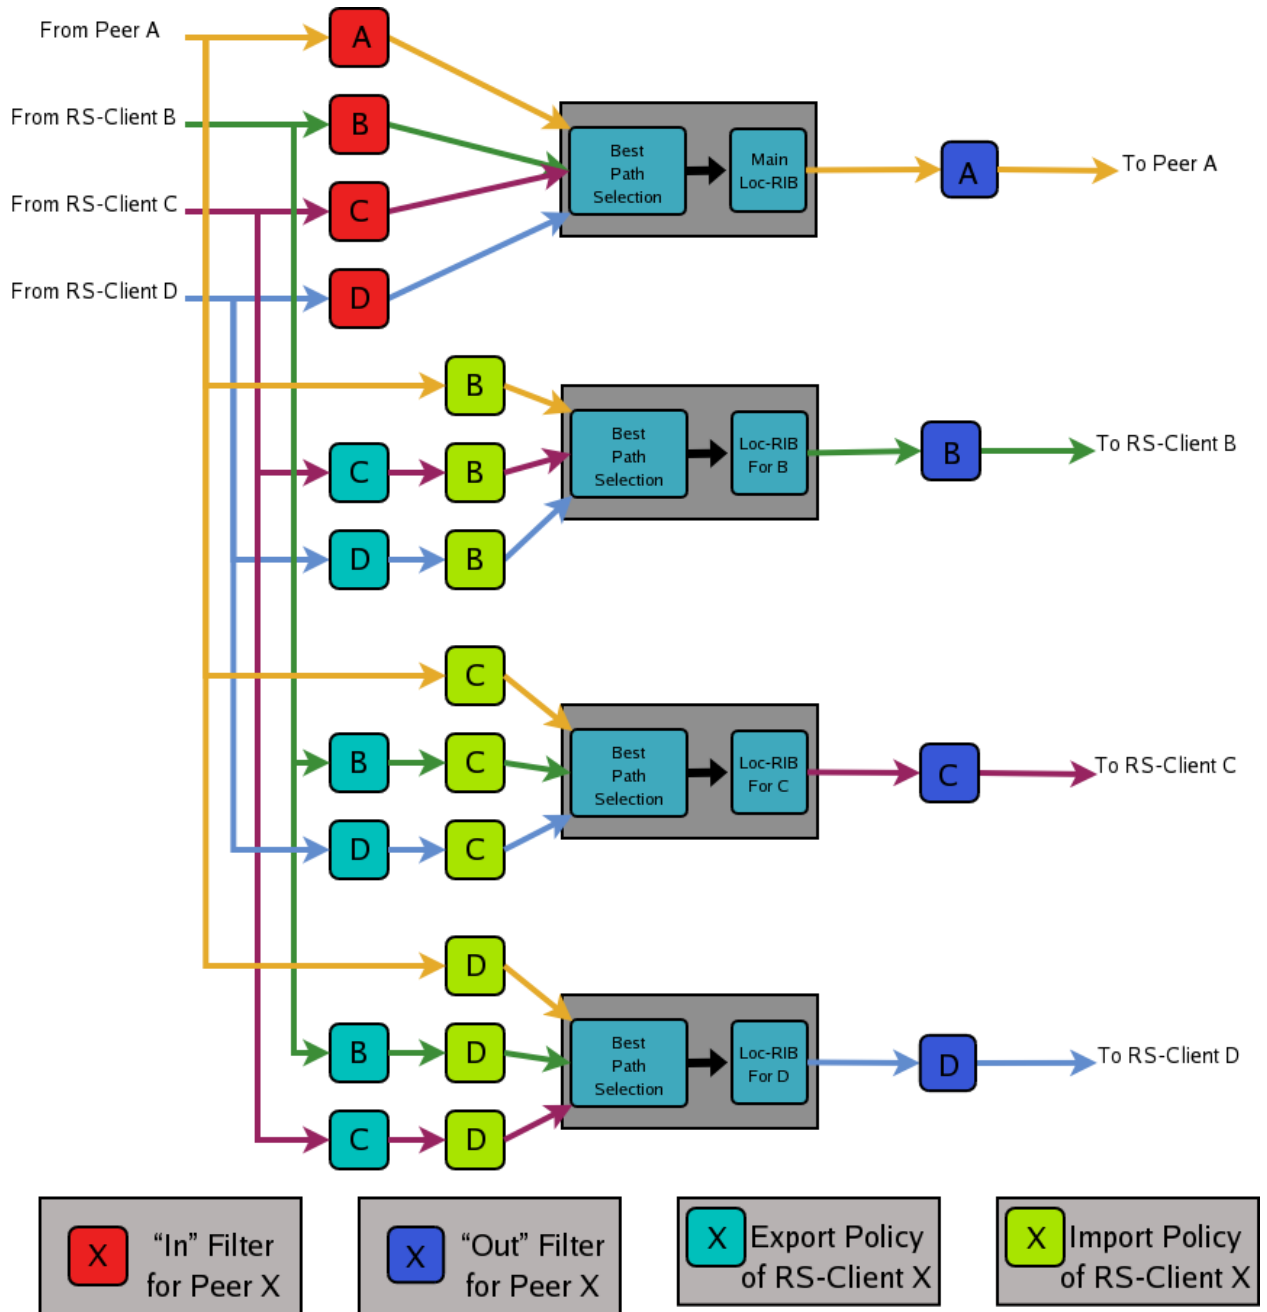 From Peer A
A
From RS-Client B
B
From RS-Client C
C
From RS-Client D
D
Best
Path
Selection
Main
Loc-RIB
A
To Peer A
B
C
B
D
B
Best
Path
Selection
Loc-RIB
For B
B
To RS-Client B
C
B
C
D
C
Best
Path
Selection
Loc-RIB
For C
C
To RS-Client C
D
B
D
C
D
Best
Path
Selection
Loc-RIB
For D
D
To RS-Client D
X
“In” Filter
for Peer X
X
“Out” Filter
for Peer X
X
Export Policy
of RS-Client X
X
Import Policy
of RS-Client X